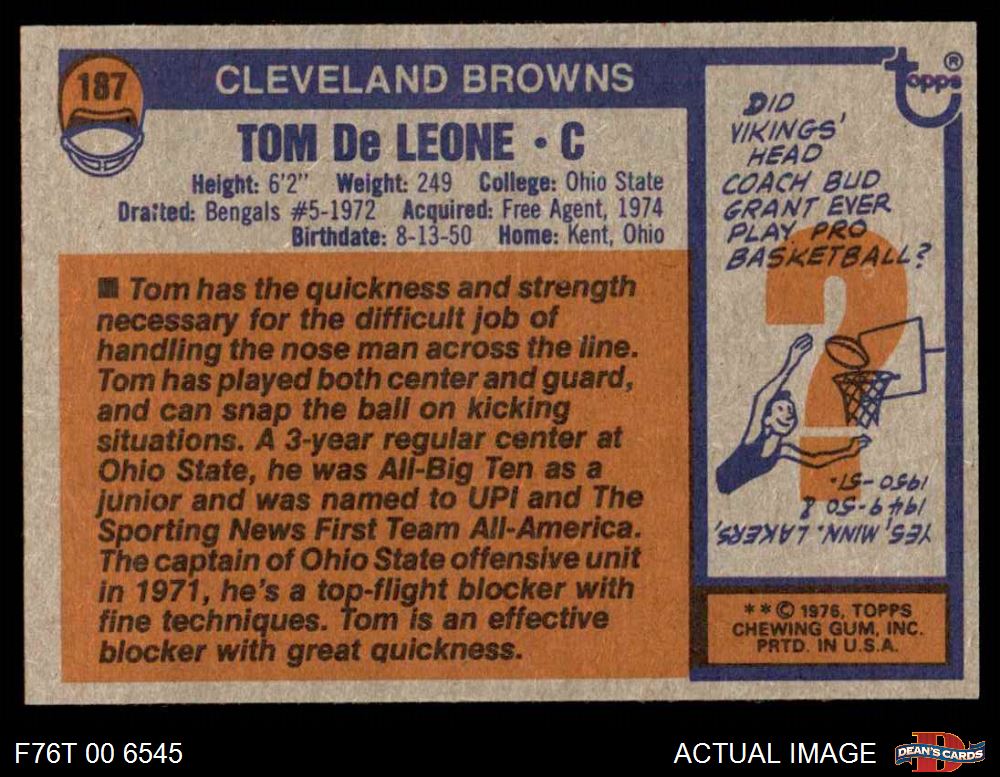 187
CLEVELAND BROWNS
TOM De LEONE • C
Height: 6'2" Weight: 249 College: Ohio State
Drafted: Bengals #5-1972 Acquired: Free Agent, 1974
Birthdate: 8-13-50 Home: Kent, Ohio
■ Tom has the quickness and strength
necessary for the difficult job of
handling the nose man across the line.
Tom has played both center and guard,
and can snap the ball on kicking
situations. A 3-year regular center at
Ohio State, he was All-Big Ten as a
junior and was named to UPI and The
Sporting News First Team All-America.
The captain of Ohio State offensive unit
in 1971, he's a top-flight blocker with
fine techniques. Tom is an effective
blocker with great quickness.
topps ®
DID
VIKINGS'
HEAD
COACH BUD
GRANT EVER
PLAY PRO
BASKETBALL?
YES, MINN. LAKERS,
1949-50 &
1950-51.
** © 1976, TOPPS
CHEWING GUM, INC.
PRTD. IN U.S.A.
F76T 00 6545
ACTUAL IMAGE
D
DEAN'S CARDS